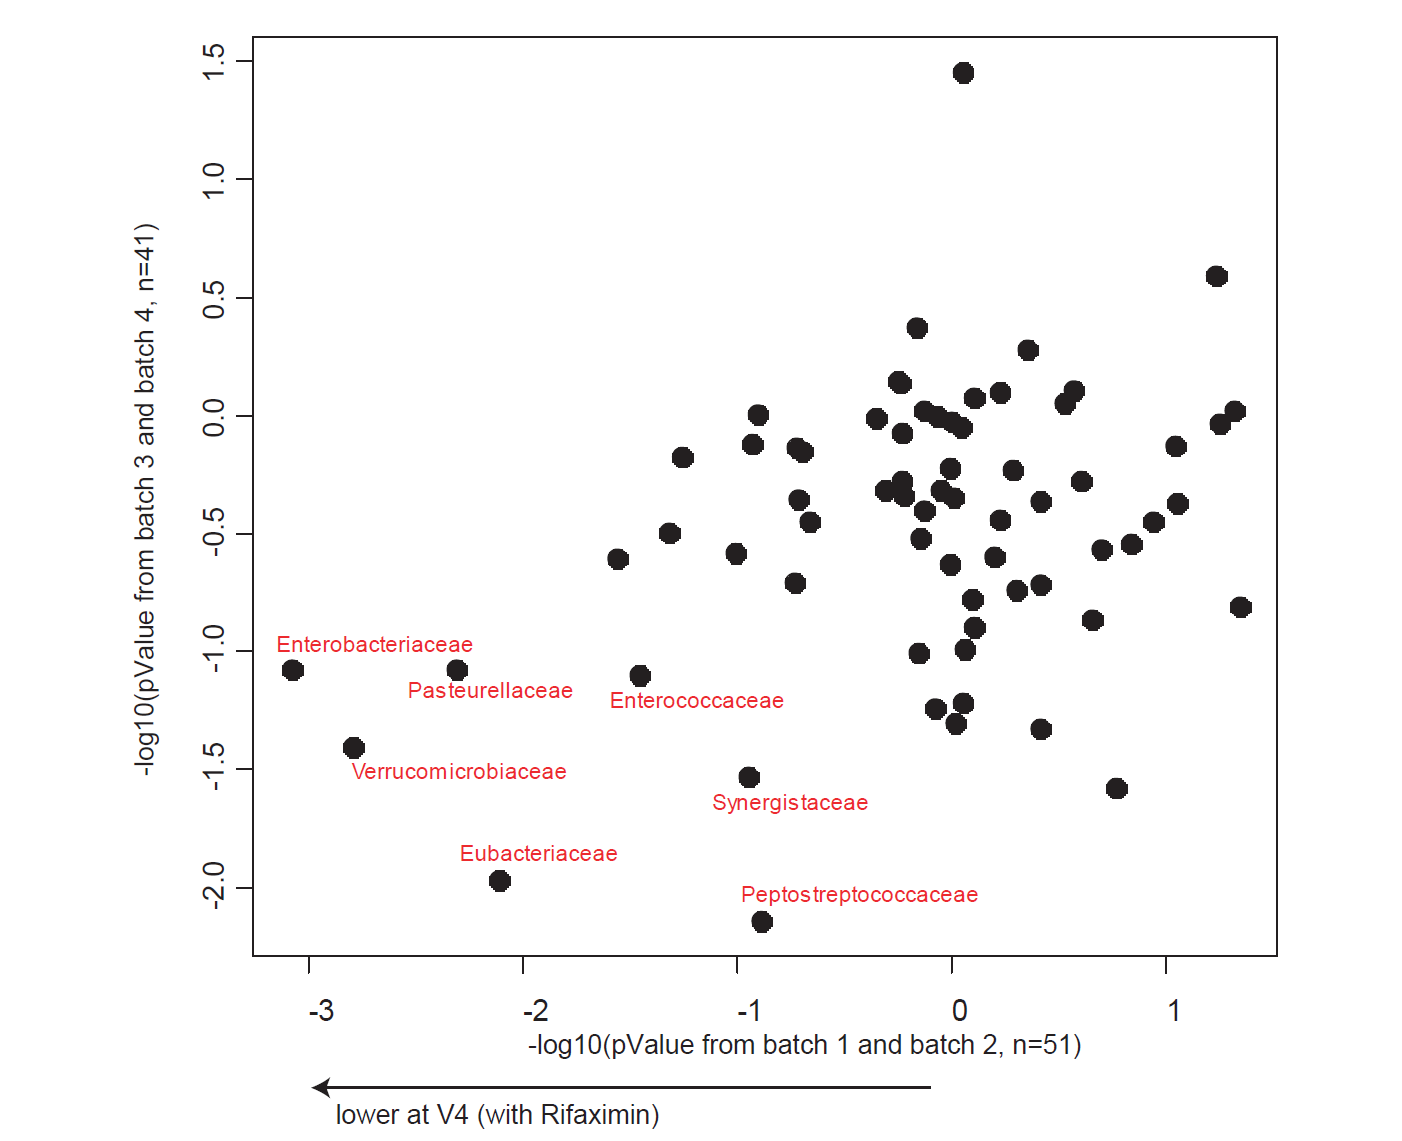 1.5
1.0
0.5
0.0
-0.5
-1.0
-1.5
-2.0
-log10(pValue from batch 3 and batch 4, n=41)
Enterobacteriaceae
Pasteurellaceae
Enterococcaceae
Verrucomicrobiaceae
Synergistaceae
Eubacteriaceae
Peptostreptococcaceae
-3 -2 -1 0 1
-log10(pValue from batch 1 and batch 2, n=51)
lower at V4 (with Rifaximin)